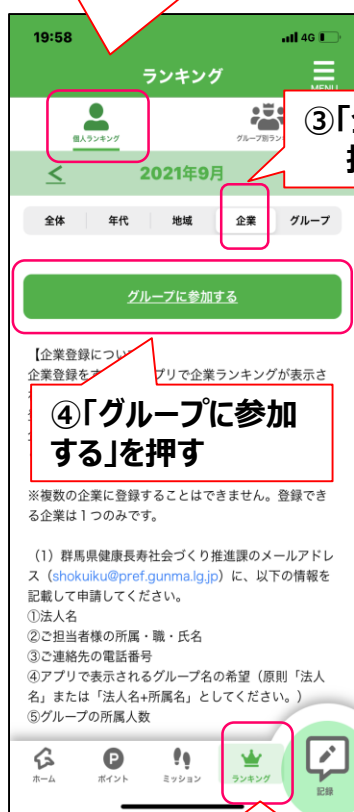 19:58
4G
ランキング
MENU
個人ランキング
グループ別ラン
③「
<
2021年9月
全体 年代 地域 企業 グループ
グループに参加する
【企業登録につい
企業登録を
プリで企業ランキングが表示さ
④「グループに参加
する」を押す
※複数の企業に登録することはできません。登録でき
る企業は１つのみです。
（1）群馬県健康長寿社会づくり推進課のメールアドレ
ス（shokuiku@pref.gunma.lg.jp）に、以下の情報を
記載して申請してください。
①法人名
②ご担当者様の所属・職・氏名
③ご連絡先の電話番号
④アプリで表示されるグループ名の希望（原則「法人
名」または「法人名+所属名」としてください。）
⑤グループの所属人数
ホーム ポイント ミッション ランキング 記録